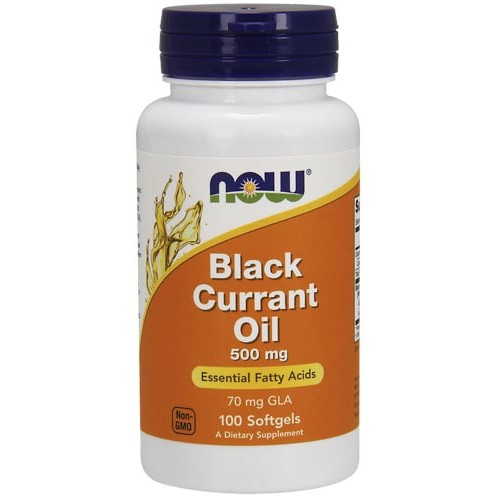 NOW®
Black
Currant
Oil
500 mg
Essential Fatty Acids
70 mg GLA
100 Softgels
A Dietary Supplement
Non-
GMO